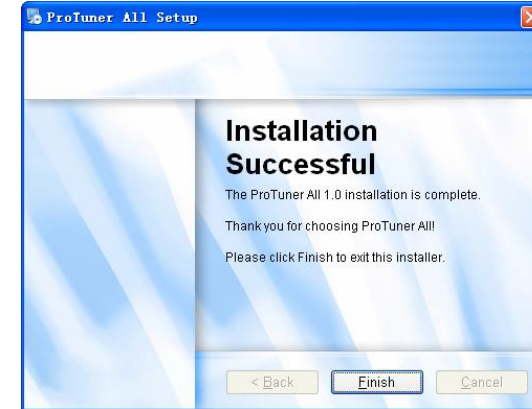 ProTuner All Setup
Installation
Successful
The ProTuner All 1.0 installation is complete.
Thank you for choosing ProTuner All!
Please click Finish to exit this installer.
< Back
Finish
Cancel